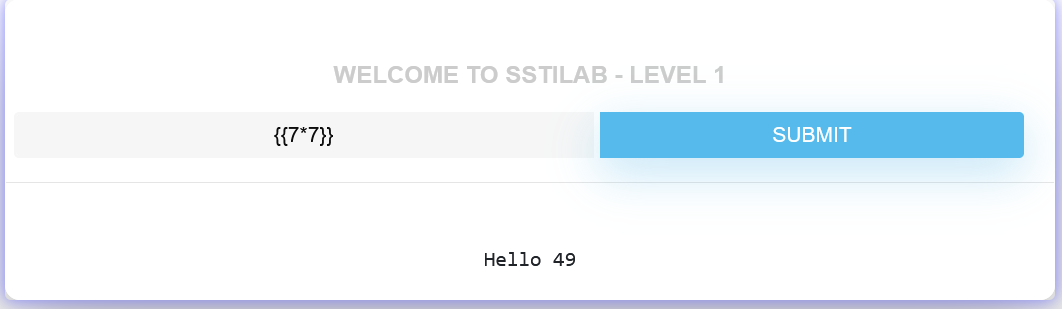 WELCOME TO SSTILAB - LEVEL 1
{{7*7}} SUBMIT
Hello 49